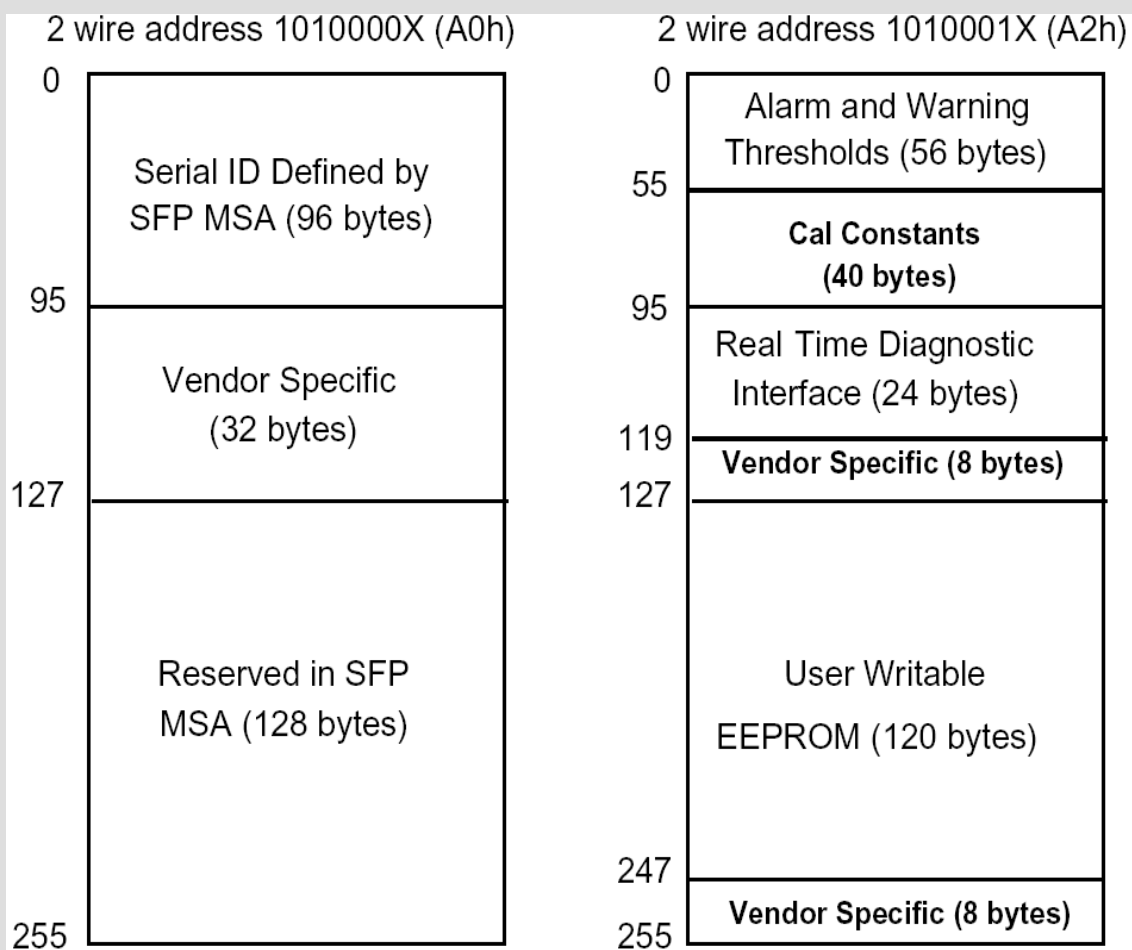 2 wire address 1010000X (A0h)
0
Serial ID Defined by
SFP MSA (96 bytes)
95
Vendor Specific
(32 bytes)
127
Reserved in SFP
MSA (128 bytes)
255
2 wire address 1010001X (A2h)
0
Alarm and Warning
Thresholds (56 bytes)
55
Cal Constants
(40 bytes)
95
Real Time Diagnostic
Interface (24 bytes)
119
Vendor Specific (8 bytes)
127
User Writable
EEPROM (120 bytes)
247
Vendor Specific (8 bytes)
255